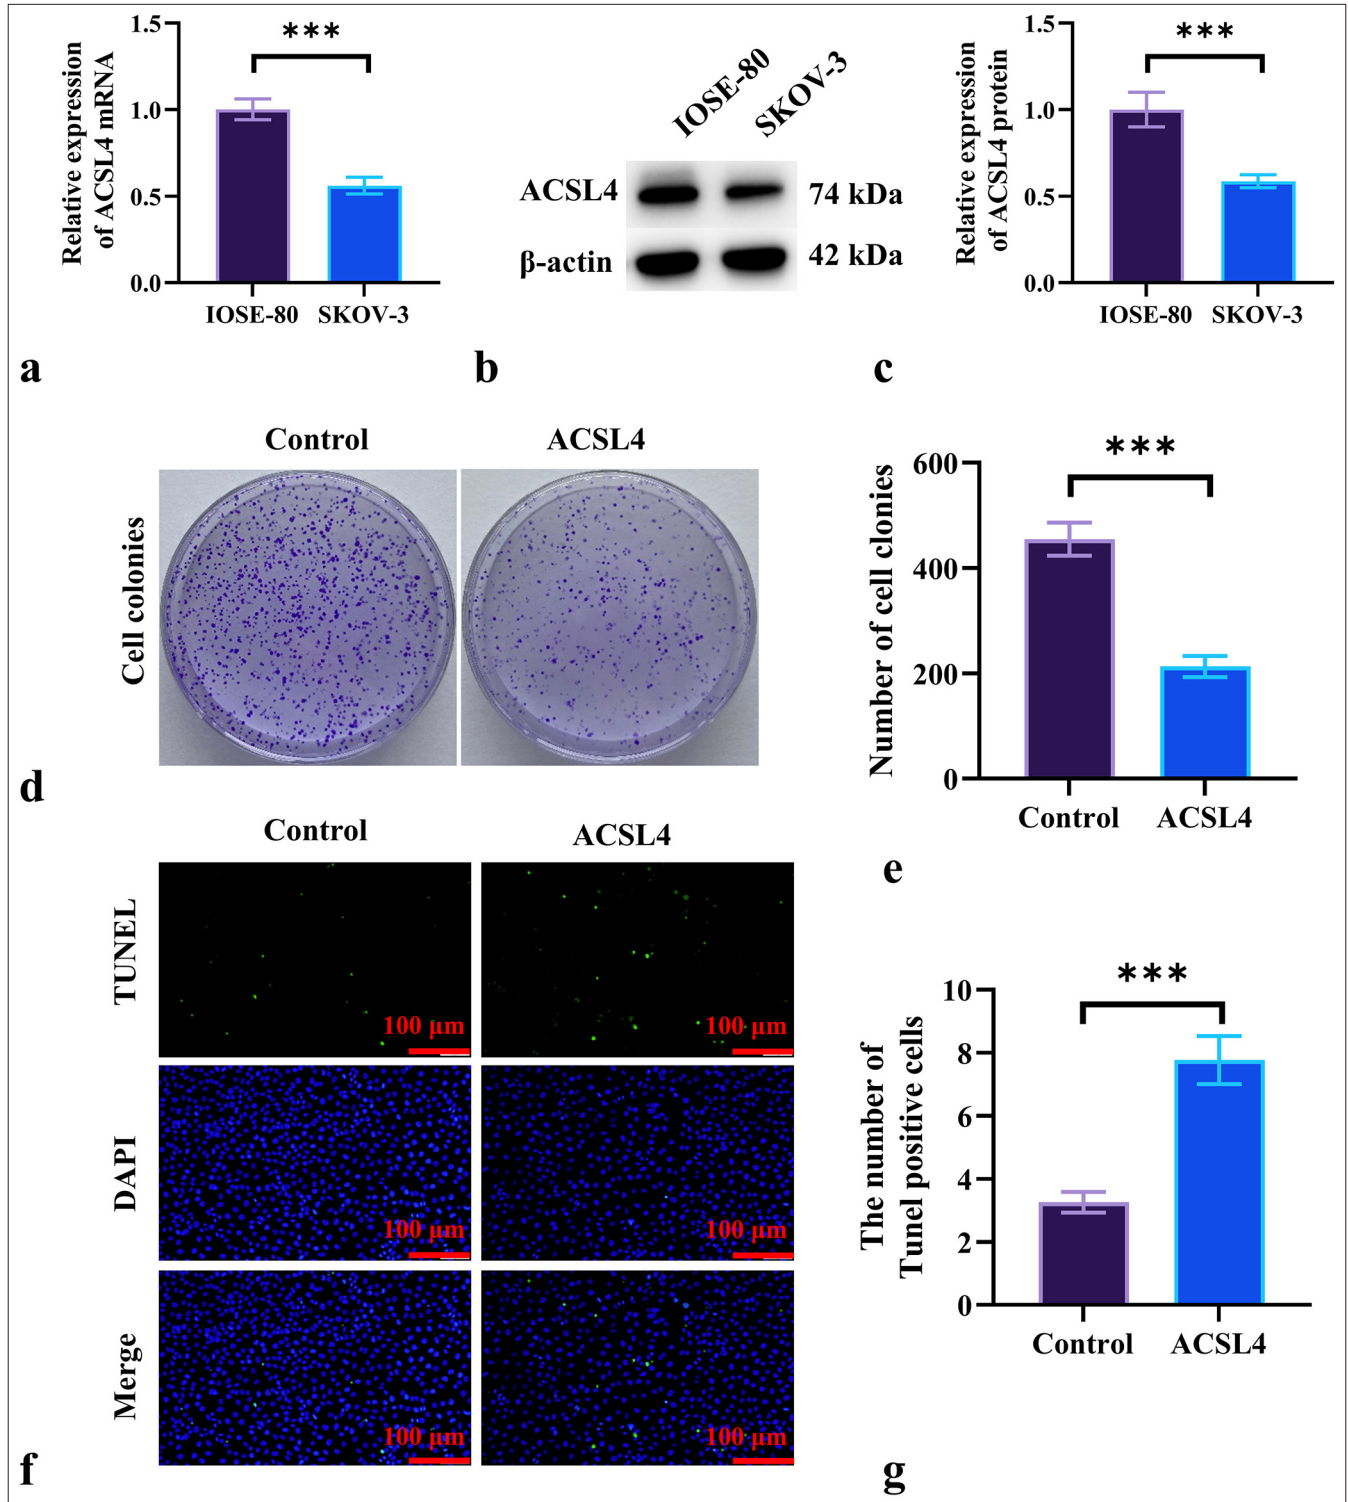 1.5
1.0
0.5
0.0
Relative expression
of ACSL4 mRNA
***
IOSE-80 SKOV-3
a
IOSE-80
SKOV-3
ACSL4
74 kDa
β-actin
42 kDa
b
1.5
1.0
0.5
0.0
Relative expression
of ACSL4 protein
***
IOSE-80 SKOV-3
c
Control ACSL4
Cell colonies
d
600
400
200
0
Number of cell clonies
***
Control ACSL4
e
Control ACSL4
TUNEL
100 μm 100 μm
DAPI
100 μm 100 μm
Merge
100 μm 100 μm
f
10
8
6
4
2
0
The number of
Tunel positive cells
***
Control ACSL4
g